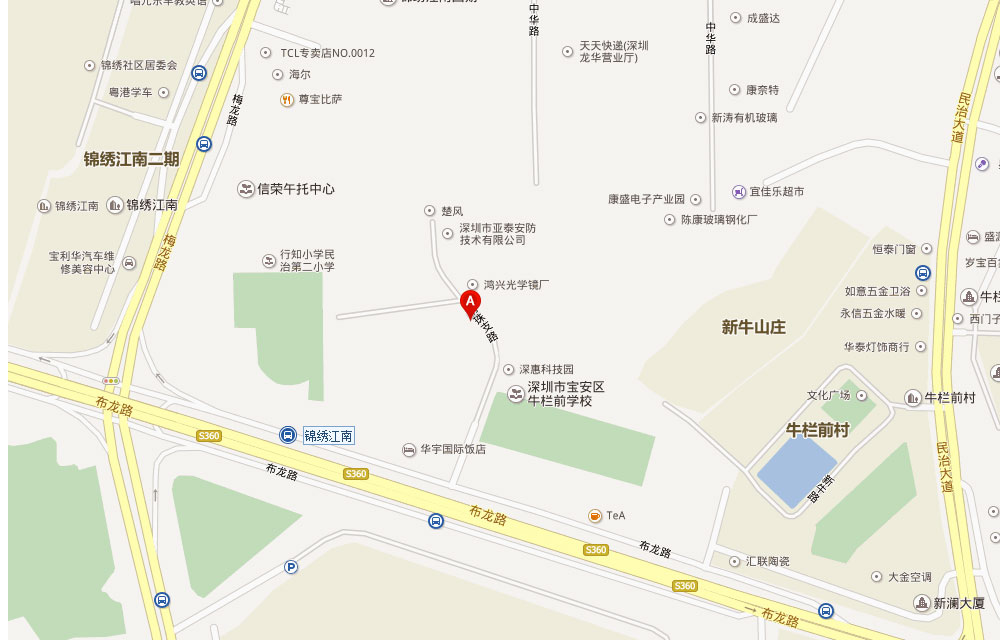 中华路
成盛达
中华路
天天快递(深圳
龙华营业厅)
TCL专卖店NO.0012
锦绣社区居委会
海尔
粤港学车
尊宝比萨
梅龙路
康奈特
民治大道
新涛有机玻璃
锦绣江南二期
信荣午托中心
宜佳乐超市
康盛电子产业园
锦绣江南
锦绣江南
楚风
陈康玻璃钢化厂
深圳市亚泰安防
技术有限公司
梅龙路
宝利华汽车维
修美容中心
行知小学民
治第二小学
恒泰门窗
鸿兴光学镜厂
如意五金卫浴
A
珠安路
永信五金水暖
西门子
新牛山庄
华泰灯饰商行
深惠科技园
深圳市宝安区
牛栏前学校
文化广场
牛栏前村
布龙路
牛栏前村
S360
锦绣江南
华宇国际饭店
民治大道
布龙路
S360
新牛路
布龙路
TeA
S360
布龙路
汇联陶瓷
P
大金空调
S360
新澜大厦
布龙路